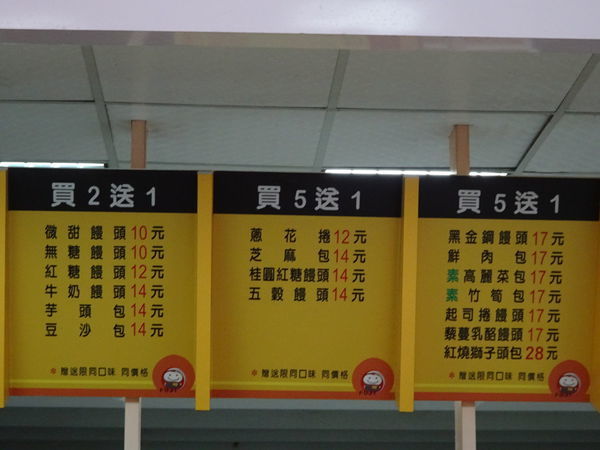 買2送1
微甜饅頭10元
無糖饅頭10元
紅糖饅頭12元
牛奶饅頭14元
芋頭包14元
豆沙包14元
*贈送限同口味 同價格
買5送1
蔥花捲12元
芝麻包14元
桂圓紅糖饅頭14元
五穀饅頭14元
*贈送限同口味 同價格
買5送1
黑金鋼饅頭17元
鮮肉包17元
素高麗菜包17元
素竹筍包17元
起司捲饅頭17元
藜蔓乳酪饅頭17元
紅燒獅子頭包28元
*贈送限同口味 同價格